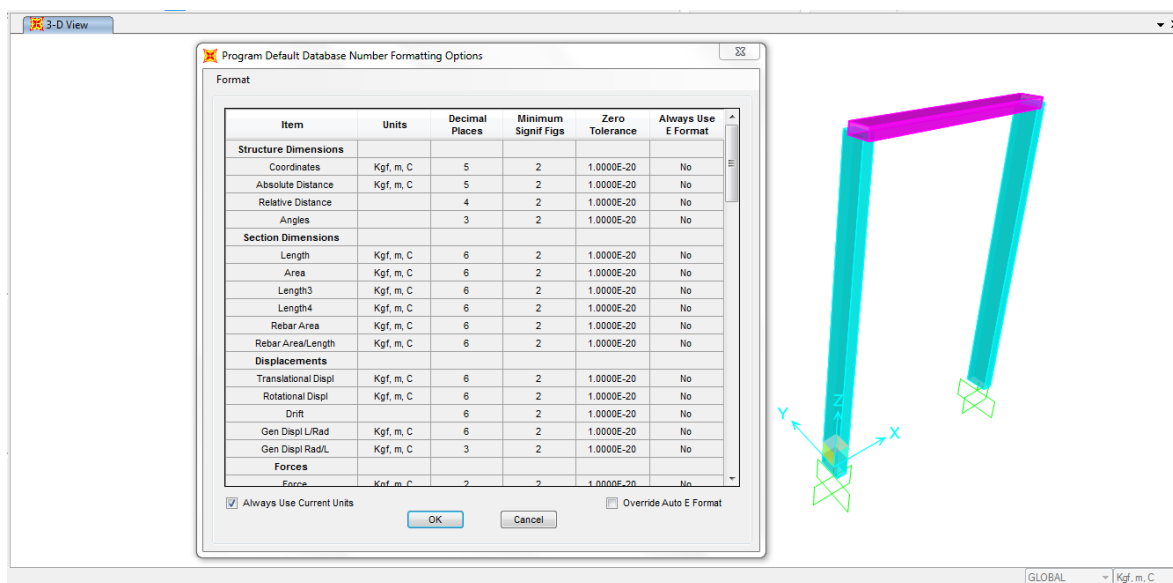 3-D View
Program Default Database Number Formatting Options
Format
Item Units Decimal Places Minimum Signif Figs Zero Tolerance Always Use E Format
Structure Dimensions
Coordinates Kgf, m, C 5 2 1.0000E-20 No
Absolute Distance Kgf, m, C 5 2 1.0000E-20 No
Relative Distance 4 2 1.0000E-20 No
Angles 3 2 1.0000E-20 No
Section Dimensions
Length Kgf, m, C 6 2 1.0000E-20 No
Area Kgf, m, C 6 2 1.0000E-20 No
Length3 Kgf, m, C 6 2 1.0000E-20 No
Length4 Kgf, m, C 6 2 1.0000E-20 No
Rebar Area Kgf, m, C 6 2 1.0000E-20 No
Rebar Area/Length Kgf, m, C 6 2 1.0000E-20 No
Displacements
Translational Displ Kgf, m, C 6 2 1.0000E-20 No
Rotational Displ Kgf, m, C 6 2 1.0000E-20 No
Drift 6 2 1.0000E-20 No
Gen Displ L/Rad Kgf, m, C 6 2 1.0000E-20 No
Gen Displ Rad/L Kgf, m, C 3 2 1.0000E-20 No
Forces
Force Kgf, m, C 2 2 1.0000E-20 No
Always Use Current Units
Override Auto E Format
OK Cancel
Z
Y
X
GLOBAL Kgf, m, C